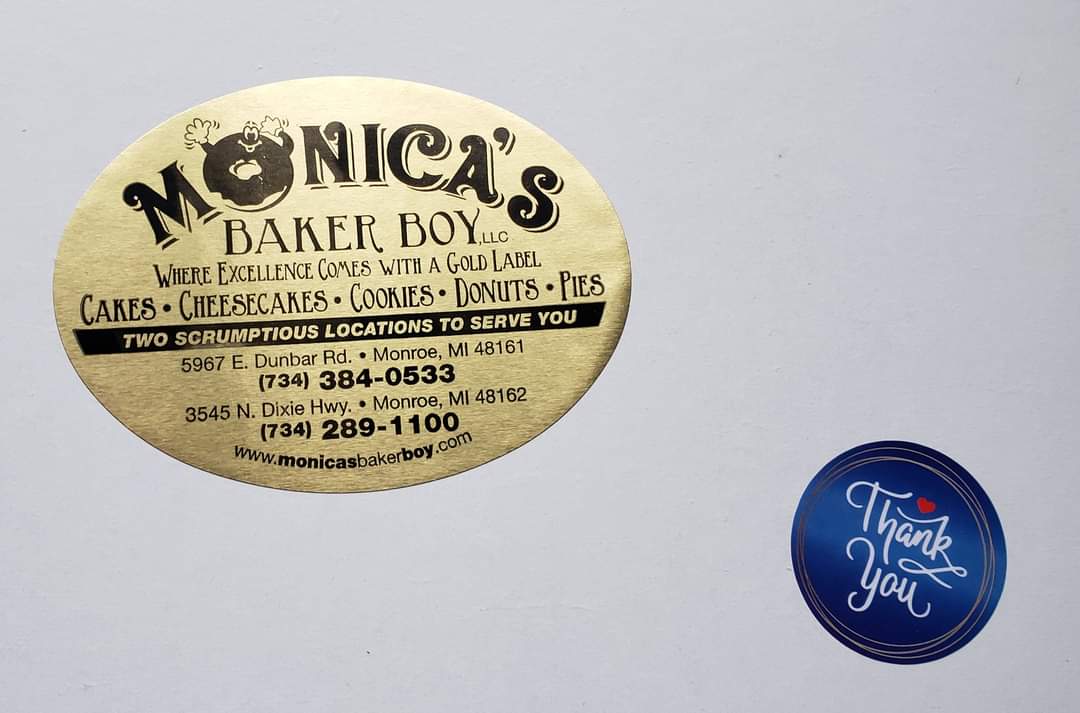 MONICA'S
BAKER BOY, LLC
WHERE EXCELLENCE COMES WITH A GOLD LABEL
CAKES • CHEESECAKES • COOKIES • DONUTS • PIES
TWO SCRUMPTIOUS LOCATIONS TO SERVE YOU
5967 E. Dunbar Rd. • Monroe, MI 48161
(734) 384-0533
3545 N. Dixie Hwy. • Monroe, MI 48162
(734) 289-1100
www.monicasbakerboy.com
Thank
You